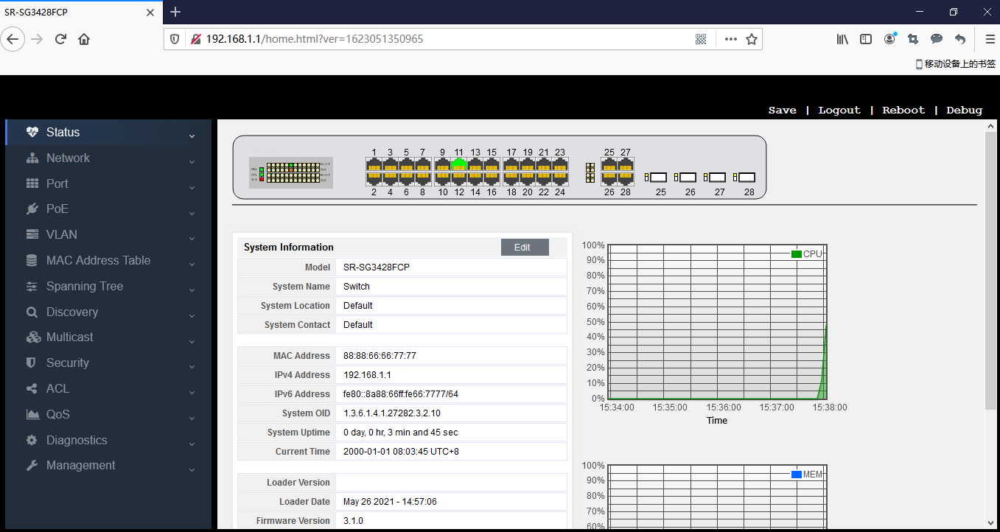 SR-SG3428FCP
192.168.1.1/home.html?ver=1623051350965
移动设备上的书签
Save | Logout | Reboot | Debug
Status
Network
Port
PoE
VLAN
MAC Address Table
Spanning Tree
Discovery
Multicast
Security
ACL
QoS
Diagnostics
Management
1 3 5 7 9 11 13 15 17 19 21 23 25 27
2 4 6 8 10 12 14 16 18 20 22 24 26 28 25 26 27 28
System Information Edit
Model SR-SG3428FCP
System Name Switch
System Location Default
System Contact Default
MAC Address 88:88:66:66:77:77
IPv4 Address 192.168.1.1
IPv6 Address fe80::8a88:66ff:fe66:7777/64
System OID 1.3.6.1.4.1.27282.3.2.10
System Uptime 0 day, 0 hr, 3 min and 45 sec
Current Time 2000-01-01 08:03:45 UTC+8
Loader Version
Loader Date May 26 2021 - 14:57:06
Firmware Version 3.1.0
100%
CPU
90%
80%
70%
60%
50%
40%
30%
20%
10%
0%
15:34:00 15:35:00 15:36:00 15:37:00 15:38:00
Time
100%
MEM
90%
80%
70%
60%